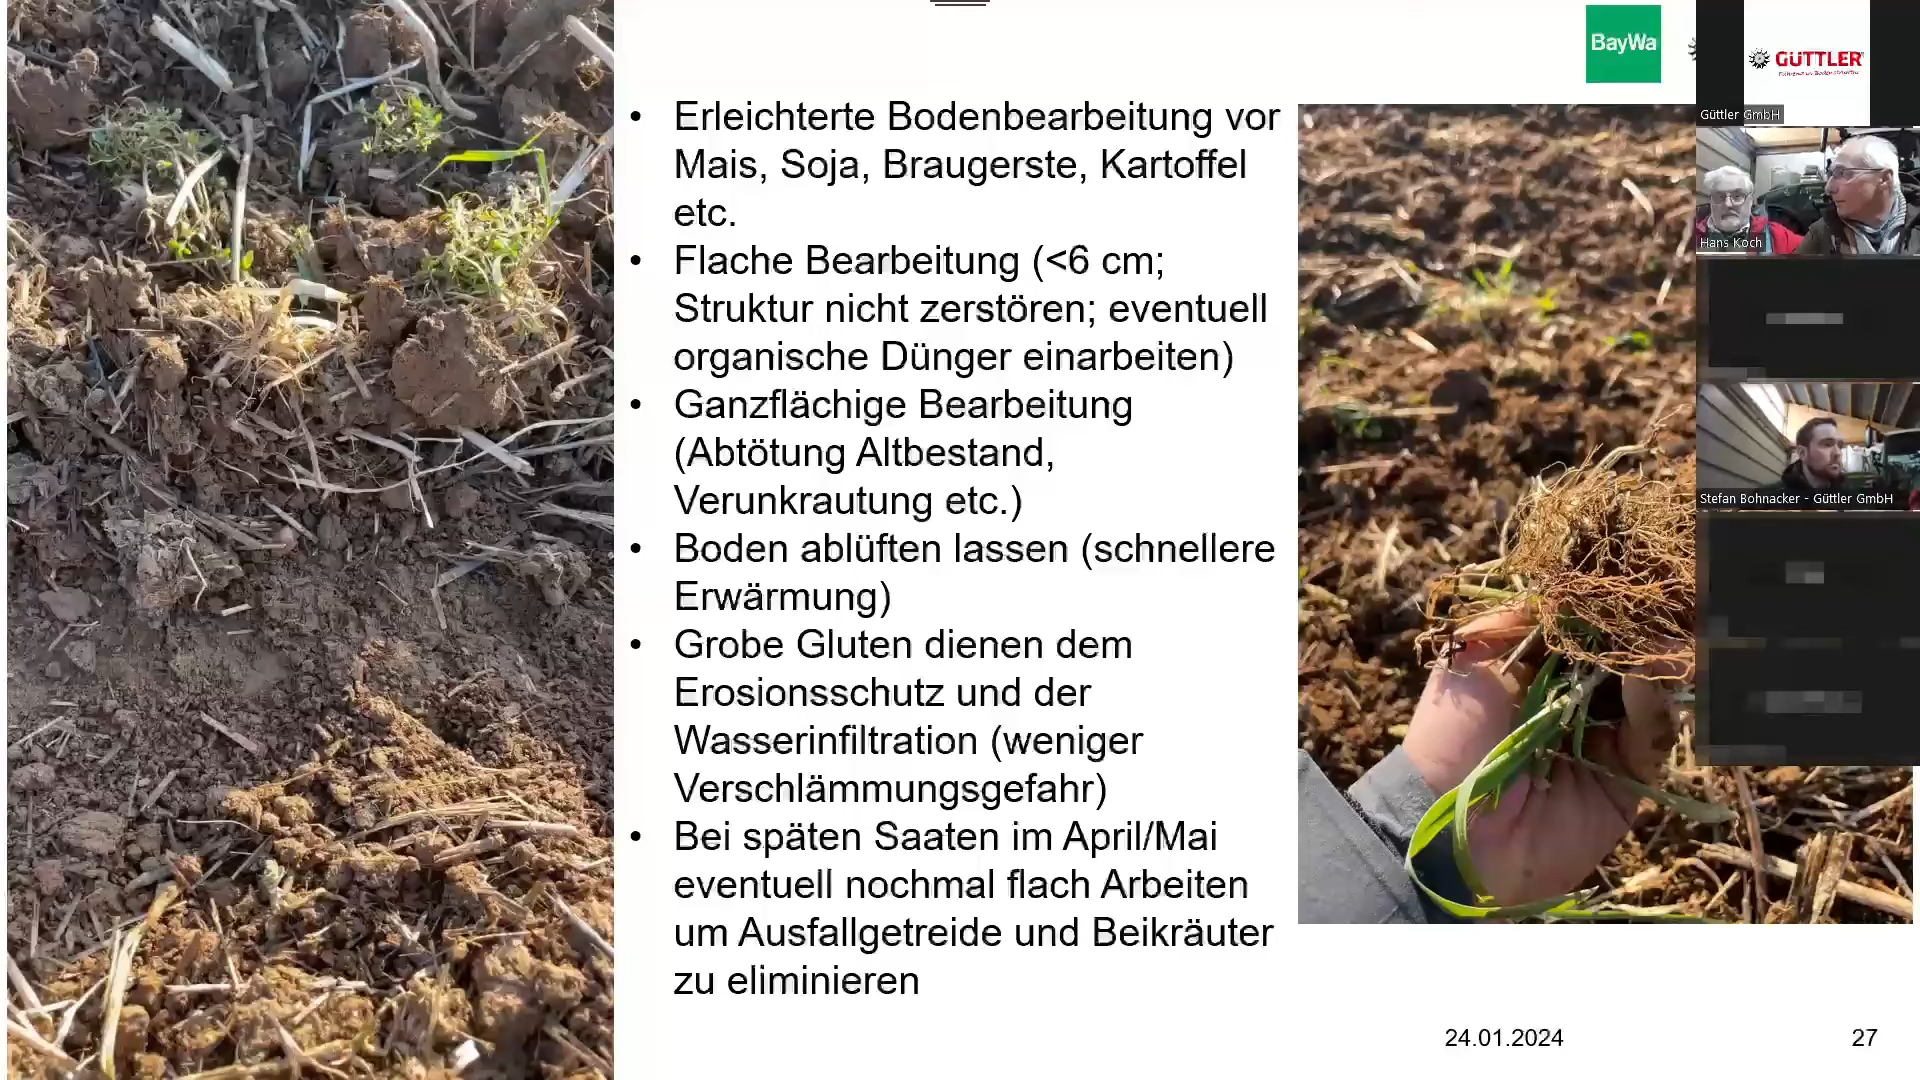 BayWa
GÜTTLER
Güttler GmbH
Erleichterte Bodenbearbeitung vor
Mais, Soja, Braugerste, Kartoffel
etc.
Flache Bearbeitung (<6 cm;
Struktur nicht zerstören; eventuell
organische Dünger einarbeiten)
Ganzflächige Bearbeitung
(Abtötung Altbestand,
Verunkrautung etc.)
Boden ablüften lassen (schnellere
Erwärmung)
Grobe Gluten dienen dem
Erosionsschutz und der
Wasserinfiltration (weniger
Verschlämmungsgefahr)
Bei späten Saaten im April/Mai
eventuell nochmal flach Arbeiten
um Ausfallgetreide und Beikräuter
zu eliminieren
Hans Koch
Stefan Bohnacker - Güttler GmbH
24.01.2024
27